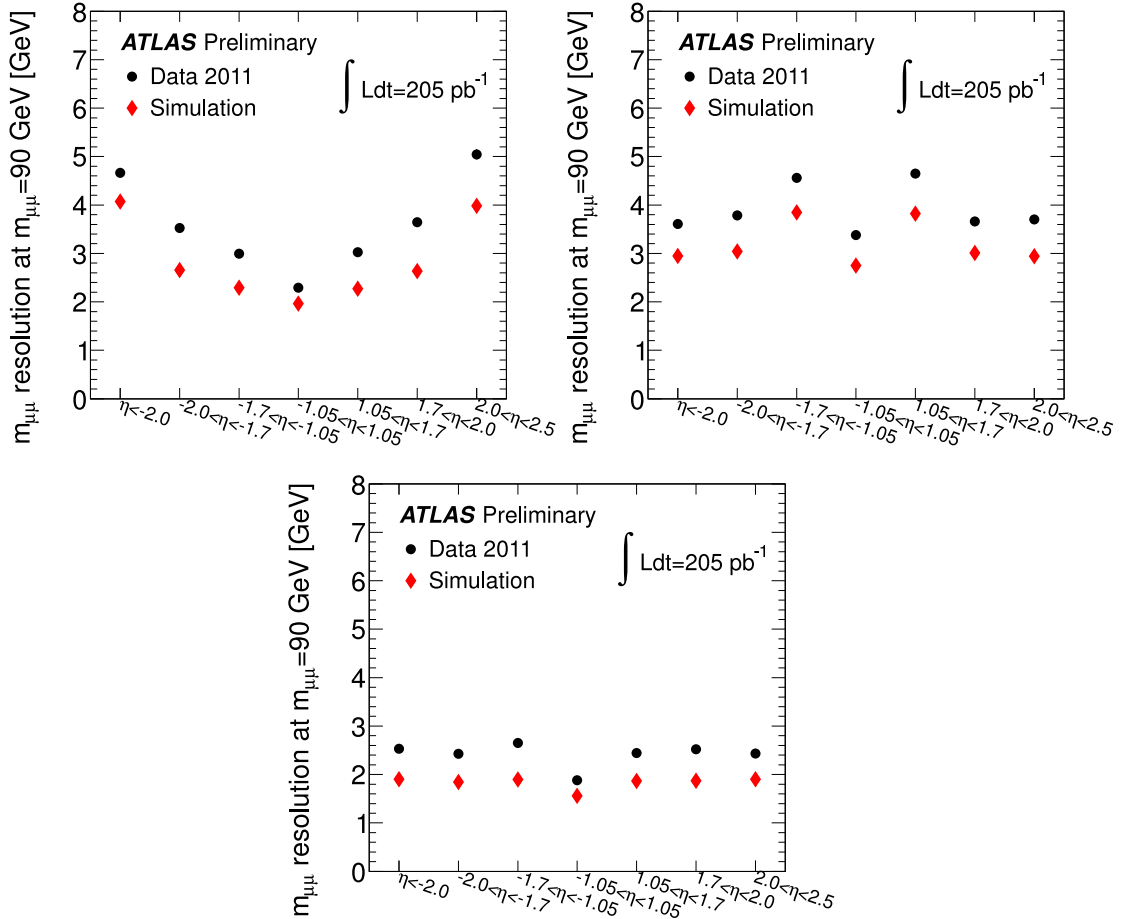 m_μμ resolution at m_μμ=90 GeV [GeV]
8
7
6
5
4
3
2
1
0
ATLAS Preliminary
Data 2011
Simulation
∫ Ldt=205 pb⁻¹
η<-2.0
-2.0<η<-1.7
-1.7<η<-1.05
-1.05<η<1.05
1.05<η<1.7
1.7<η<2.0
2.0<η<2.5
m_μμ resolution at m_μμ=90 GeV [GeV]
8
7
6
5
4
3
2
1
0
ATLAS Preliminary
Data 2011
Simulation
∫ Ldt=205 pb⁻¹
η<-2.0
-2.0<η<-1.7
-1.7<η<-1.05
-1.05<η<1.05
1.05<η<1.7
1.7<η<2.0
2.0<η<2.5
m_μμ resolution at m_μμ=90 GeV [GeV]
8
7
6
5
4
3
2
1
0
ATLAS Preliminary
Data 2011
Simulation
∫ Ldt=205 pb⁻¹
η<-2.0
-2.0<η<-1.7
-1.7<η<-1.05
-1.05<η<1.05
1.05<η<1.7
1.7<η<2.0
2.0<η<2.5